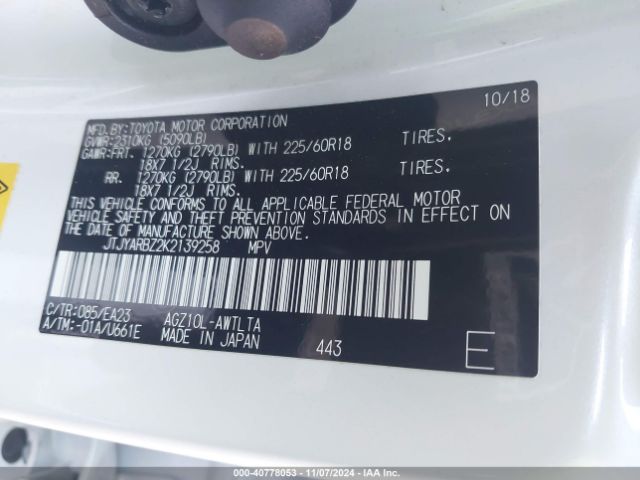 10/18
MFD. BY: TOYOTA MOTOR CORPORATION
GVWR: 2310KG (5090LB)
GAWR: FRT. 1270KG (2790LB) WITH 225/60R18 TIRES.
18X7 1/2J RIMS.
RR. 1270KG (2790LB) WITH 225/60R18 TIRES.
18X7 1/2J RIMS.
THIS VEHICLE CONFORMS TO ALL APPLICABLE FEDERAL MOTOR
VEHICLE SAFETY AND THEFT PREVENTION STANDARDS IN EFFECT ON
THE DATE OF MANUFACTURE SHOWN ABOVE.
JTJYARBZ2K2139258 MPV
C/TR: 085/EA23 AGZ10L-AWTLTA
A/TM: -01A/U661E MADE IN JAPAN 443 E
000-40778053 - 11/07/2024 - IAA Inc.